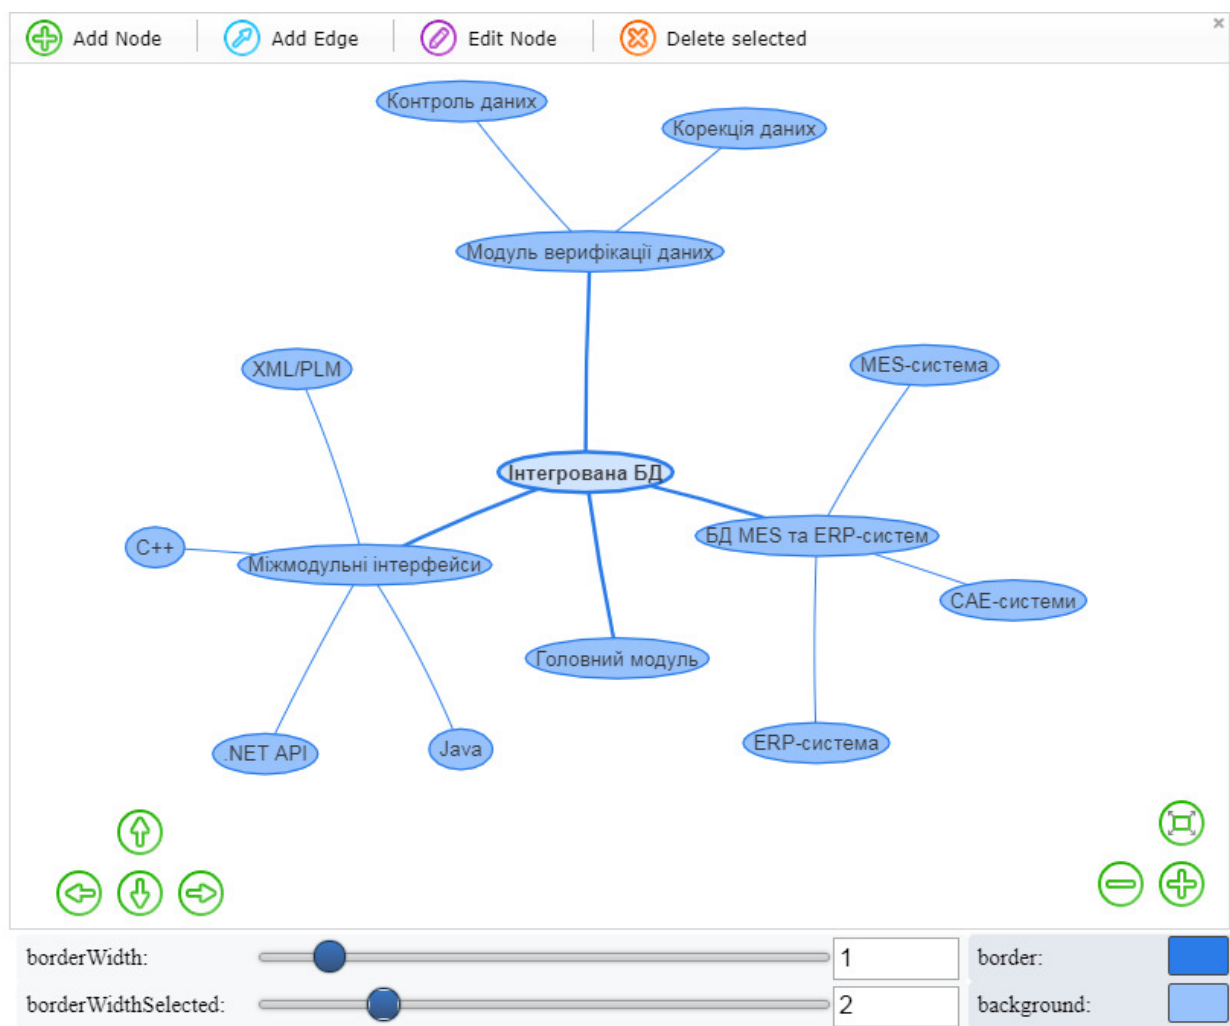 Add Node
Add Edge
Edit Node
Delete selected
Контроль даних
Корекція даних
Модуль верифікації даних
XML/PLM
MES-система
Інтегрована БД
C++
Міжмодульні інтерфейси
БД MES та ERP-систем
CAE-системи
Головний модуль
.NET API
Java
ERP-система
borderWidth:
1
border:
borderWidthSelected:
2
background: